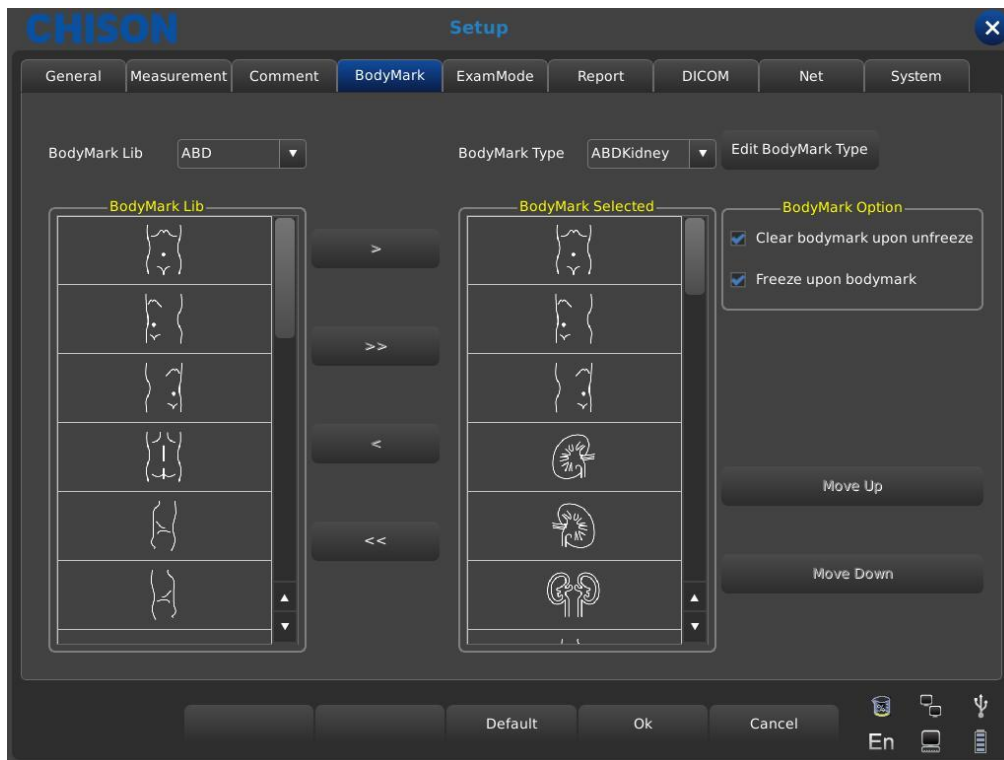 CHISON
Setup
General Measurement Comment BodyMark ExamMode Report DICOM Net System
BodyMark Lib ABD BodyMark Type ABDKidney Edit BodyMark Type
BodyMark Lib BodyMark Selected BodyMark Option
> Clear bodymark upon unfreeze
Freeze upon bodymark
>>
<
Move Up
<<
Move Down
Default Ok Cancel
En